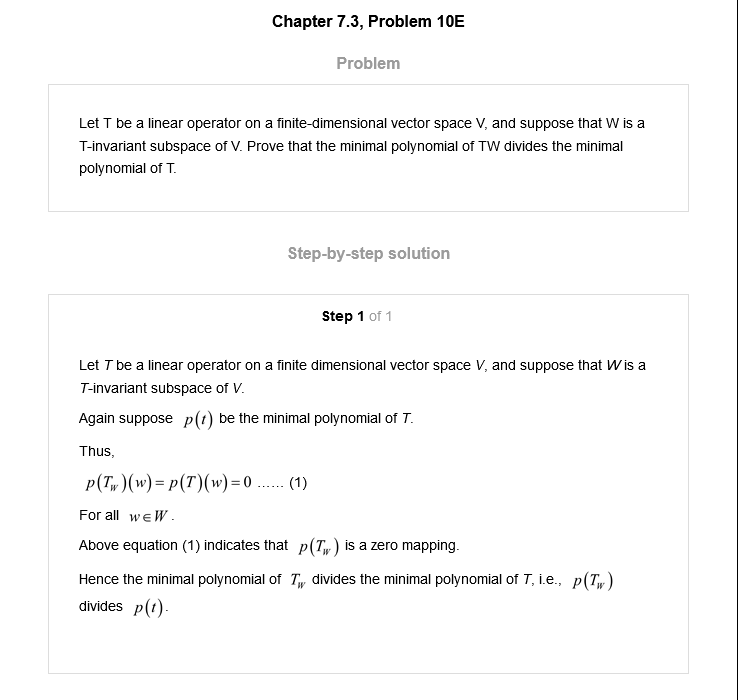 Chapter 7.3, Problem 10E
Problem
Let T be a linear operator on a finite-dimensional vector space V, and suppose that W is a
T-invariant subspace of V. Prove that the minimal polynomial of TW divides the minimal
polynomial of T.
Step-by-step solution
Step 1 of 1
Let T be a linear operator on a finite dimensional vector space V, and suppose that W is a
T-invariant subspace of V.
Again suppose p(t) be the minimal polynomial of T.
Thus,
p(T_W)(w) = p(T)(w) = 0 ...... (1)
For all w ∈ W.
Above equation (1) indicates that p(T_W) is a zero mapping.
Hence the minimal polynomial of T_W divides the minimal polynomial of T, i.e., p(T_W)
divides p(t).